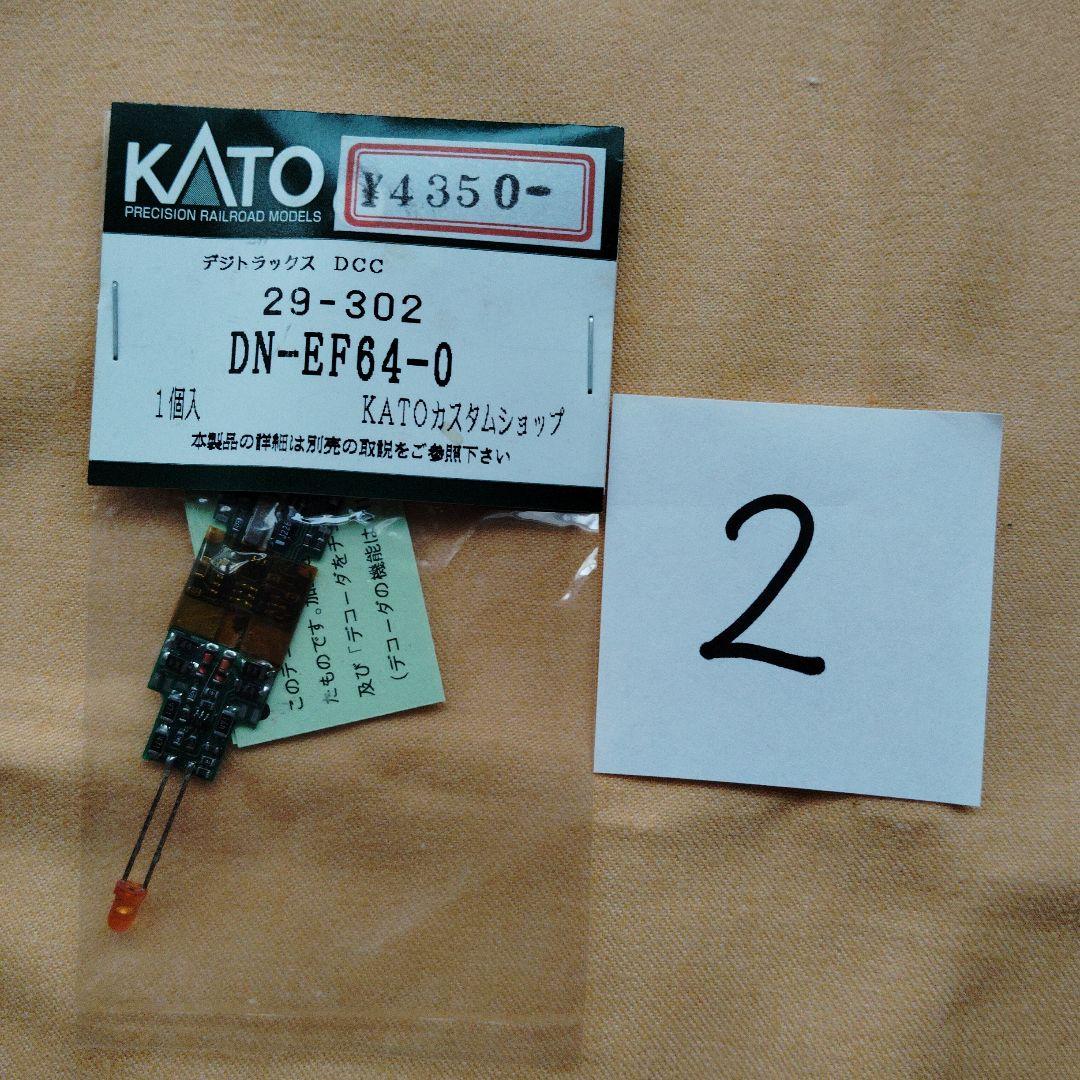 KATO
PRECISION RAILROAD MODELS
¥4350-
デジトラックス DCC
29-302
DN-EF64-0
1個入 KATOカスタムショップ
本製品の詳細は別売の取説をご参照下さい
2
このデ
たものです。加
及び「デコーダをチ
(デコーダの機能は